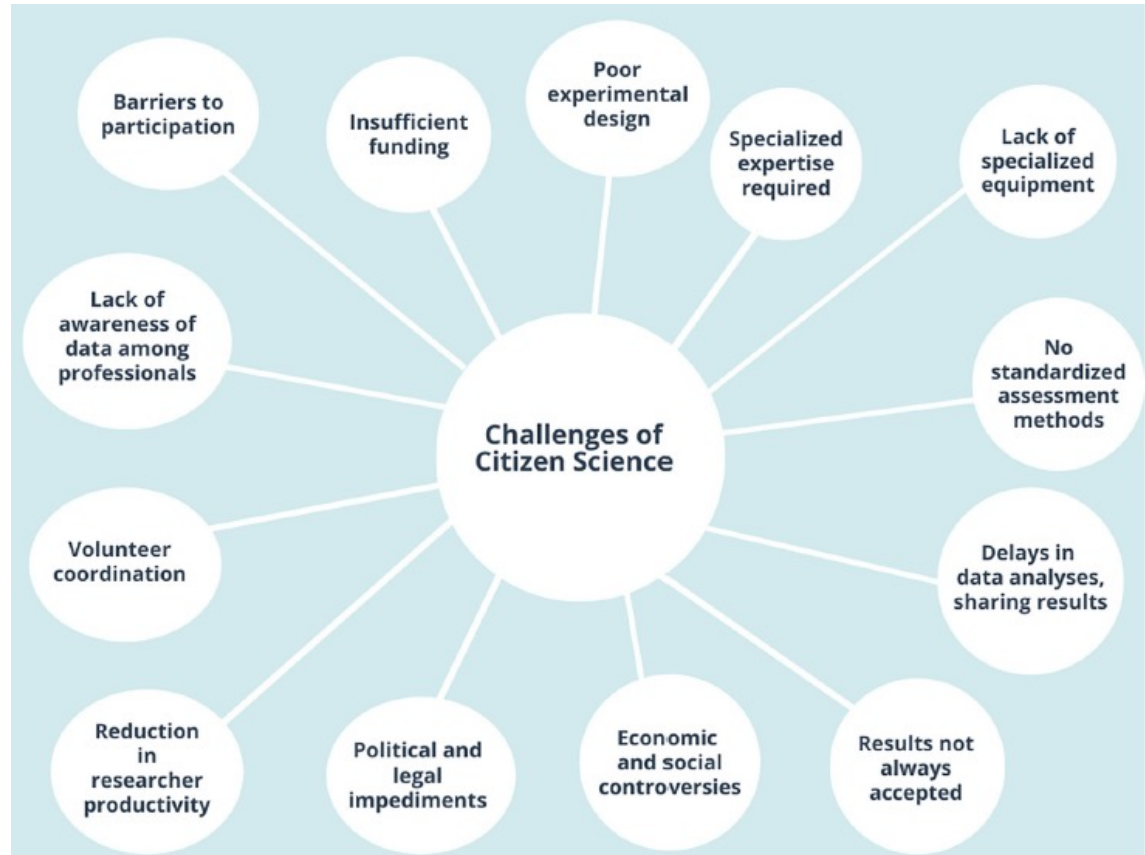 Barriers to
participation
Insufficient
funding
Poor
experimental
design
Specialized
expertise
required
Lack of
specialized
equipment
Lack of
awareness of
data among
professionals
Challenges of
Citizen Science
No
standardized
assessment
methods
Volunteer
coordination
Delays in
data analyses,
sharing results
Reduction
in
researcher
productivity
Political and
legal
impediments
Economic
and social
controversies
Results not
always
accepted